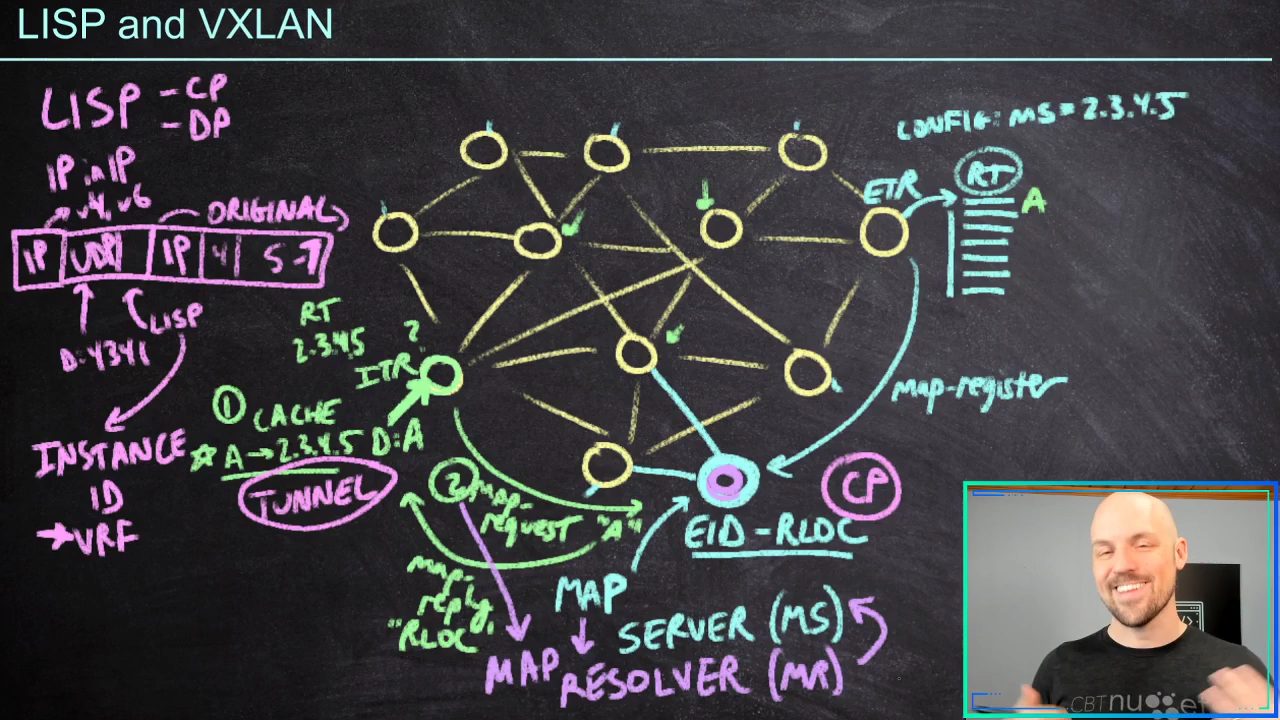 LISP and VXLAN
LISP - CP
- DP
IP in IP
v4, v6
ORIGINAL
IP UDP IP 4 5-7
LISP
D:4341
INSTANCE
ID
→VRF
RT
2.3.4.5
?
ITR
① CACHE
☆ A→2.3.4.5 D:A
TUNNEL
② map-
request "A"
map-
reply,
"RLOC"
CONFIG: MS=2.3.4.5
ETR
RT
A
map-register
CP
EID-RLOC
MAP
SERVER (MS)
MAP RESOLVER (MR)
CBTnugget